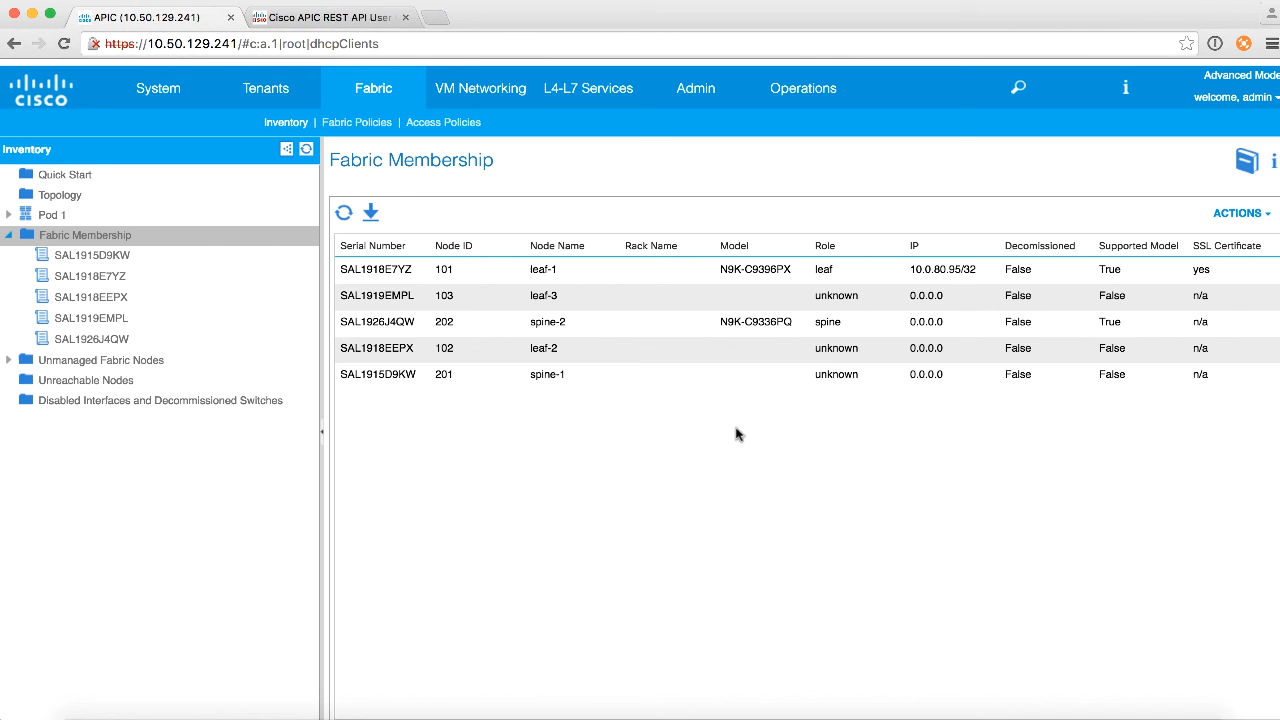 APIC (10.50.129.241)
Cisco APIC REST API User
https://10.50.129.241/#c:a.1|root|dhcpClients
CISCO
System
Tenants
Fabric
VM Networking
L4-L7 Services
Admin
Operations
Advanced Mode
welcome, admin
Inventory | Fabric Policies | Access Policies
Inventory
Quick Start
Topology
Pod 1
Fabric Membership
SAL1915D9KW
SAL1918E7YZ
SAL1918EEPX
SAL1919EMPL
SAL1926J4QW
Unmanaged Fabric Nodes
Unreachable Nodes
Disabled Interfaces and Decommissioned Switches
Fabric Membership
ACTIONS
Serial Number Node ID Node Name Rack Name Model Role IP Decomissioned Supported Model SSL Certificate
SAL1918E7YZ 101 leaf-1 N9K-C9396PX leaf 10.0.80.95/32 False True yes
SAL1919EMPL 103 leaf-3 unknown 0.0.0.0 False False n/a
SAL1926J4QW 202 spine-2 N9K-C9336PQ spine 0.0.0.0 False True n/a
SAL1918EEPX 102 leaf-2 unknown 0.0.0.0 False False n/a
SAL1915D9KW 201 spine-1 unknown 0.0.0.0 False False n/a